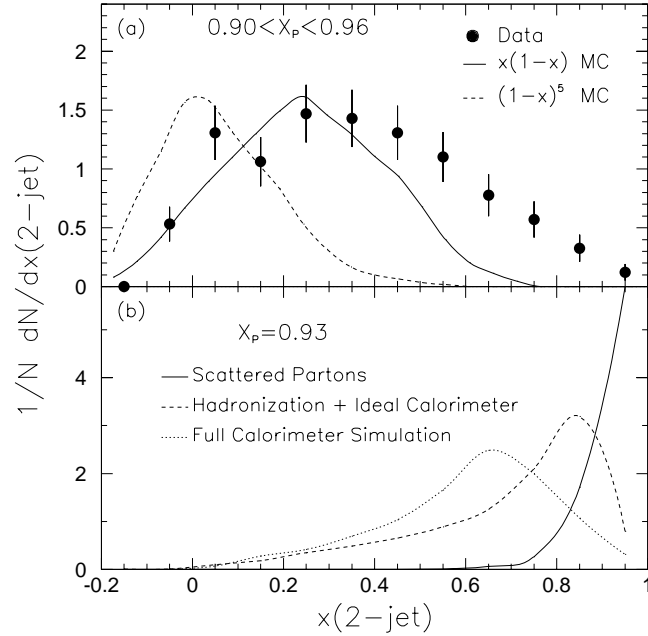 (a)
0.90<X_P<0.96
Data
x(1-x) MC
(1-x)^5 MC
2
1.5
1
0.5
0
(b)
X_P=0.93
Scattered Partons
Hadronization + Ideal Calorimeter
Full Calorimeter Simulation
4
2
0
-0.2
0
0.2
0.4
0.6
0.8
1
x(2-jet)
1/N dN/dx(2-jet)